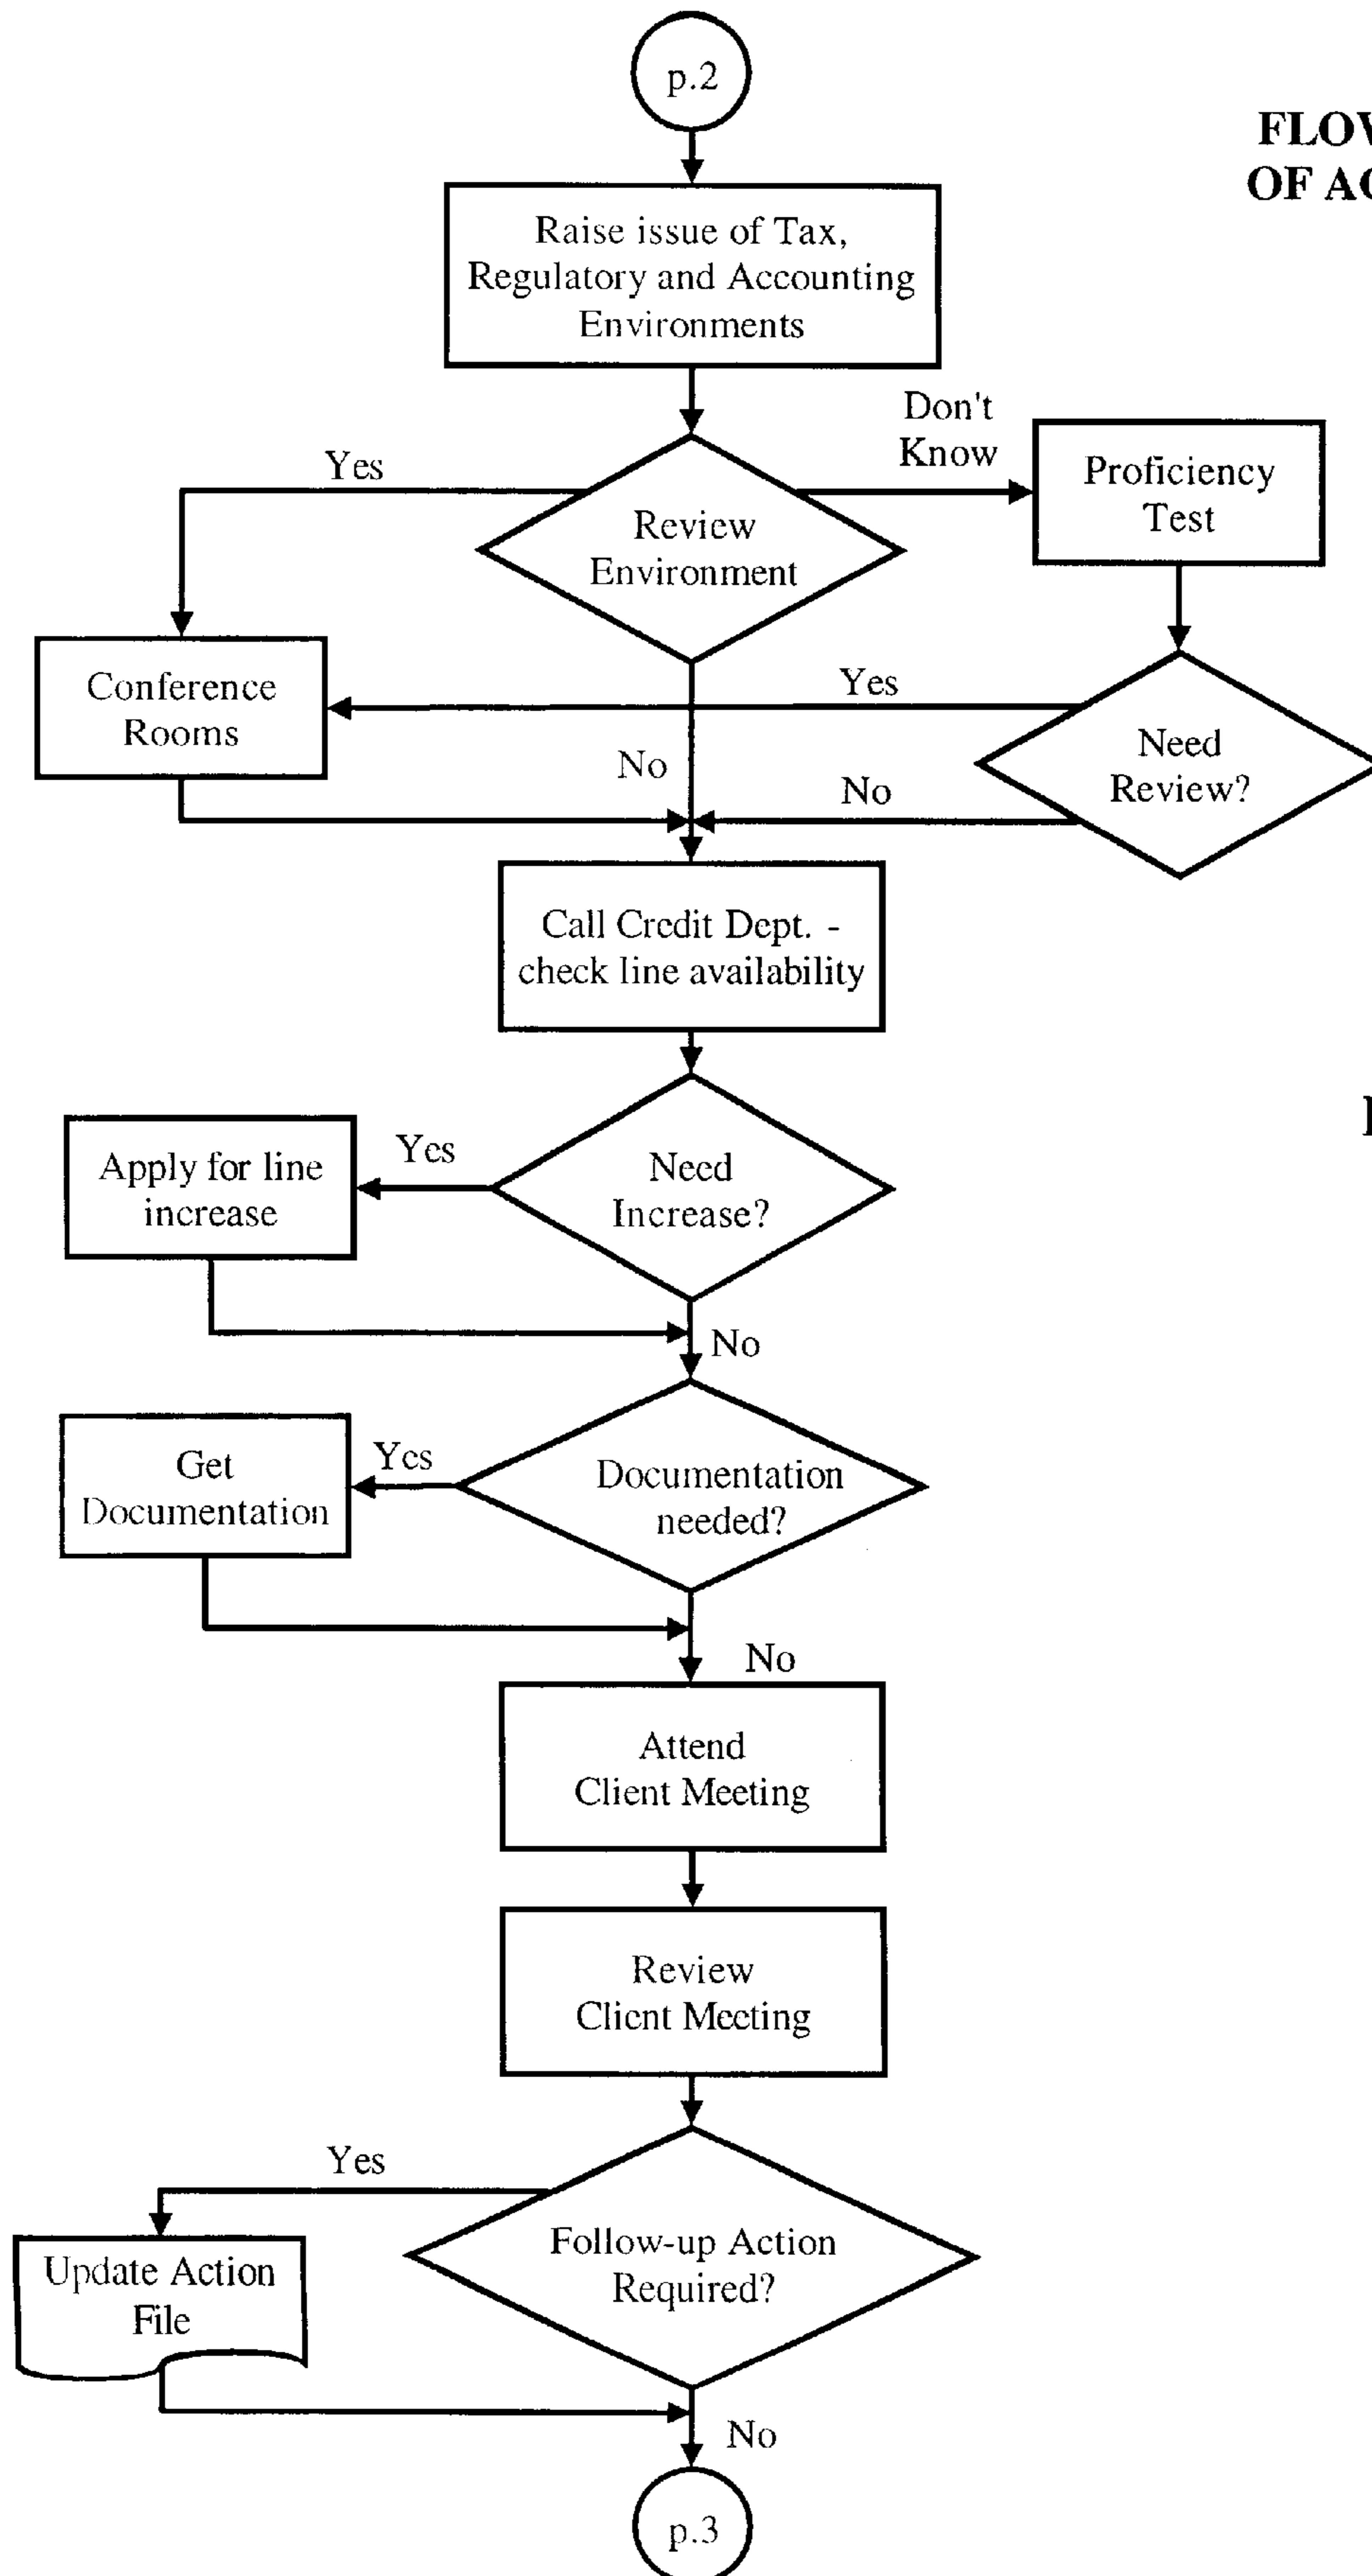 p.2
Raise issue of Tax,
Regulatory and Accounting
Environments
Don't
Know
Yes
Proficiency
Test
Review
Environment
Conference
Rooms
Yes
Need
Review?
No
No
Call Credit Dept. -
check line availability
Apply for line
increase
Yes
Need
Increase?
No
Get
Documentation
Yes
Documentation
needed?
No
Attend
Client Meeting
Review
Client Meeting
Yes
Update Action
File
Follow-up Action
Required?
No
p.3
OF